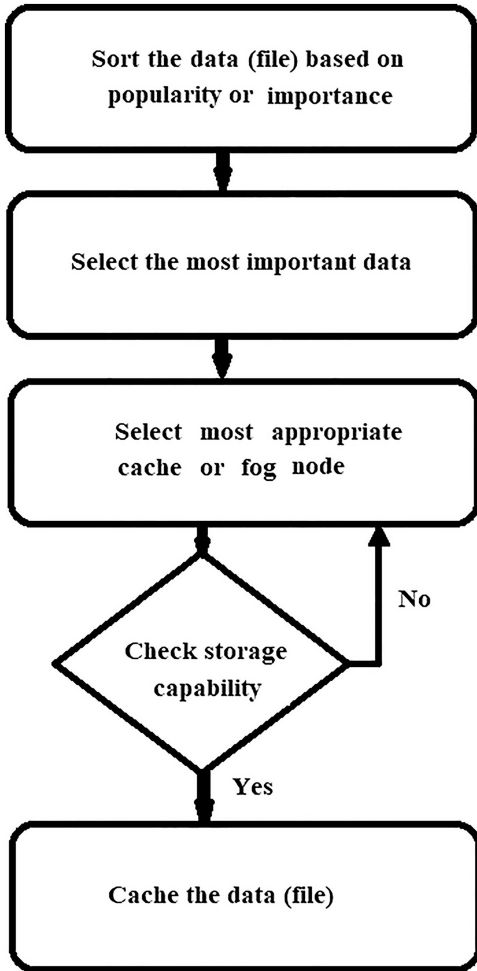 Sort the data (file) based on
popularity or importance
Select the most important data
Select most appropriate
cache or fog node
No
Check storage
capability
Yes
Cache the data (file)